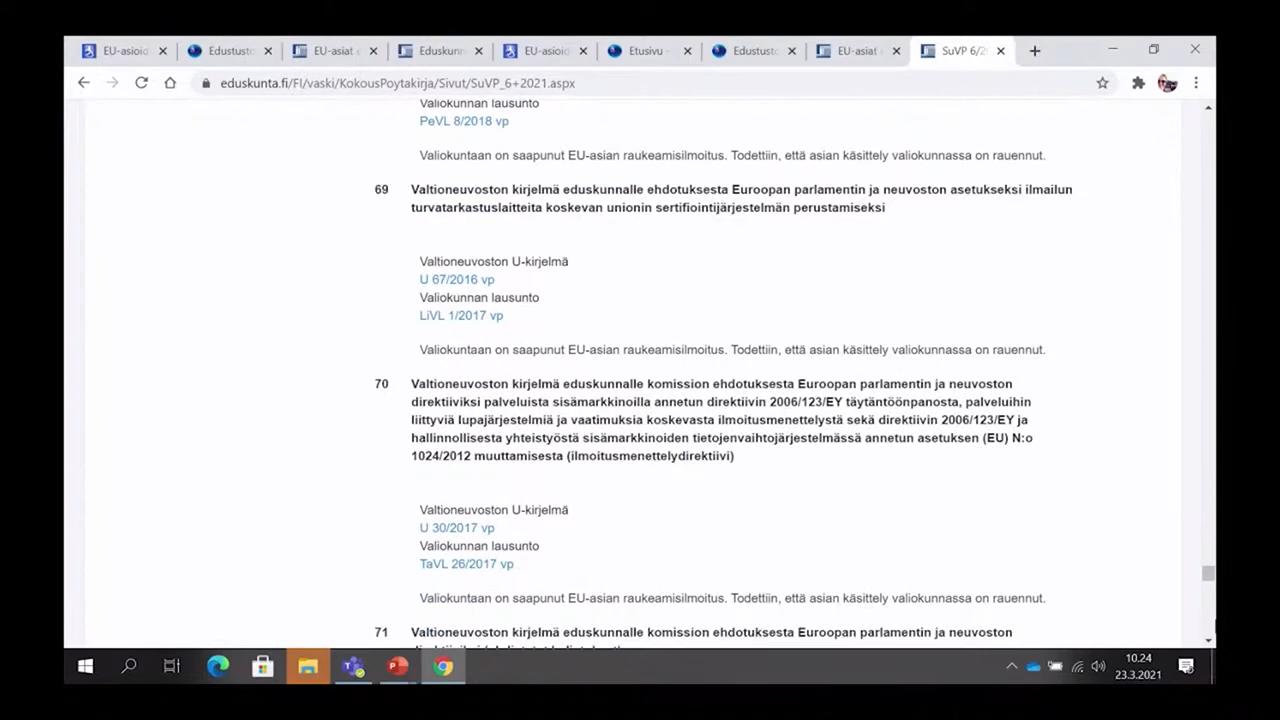 EU-asioid
Edustusto
EU-asiat e
Eduskunn
EU-asioid
Etusivu -
Edustusto
EU-asiat e
SuVP 6/2
eduskunta.fi/FI/vaski/KokousPoytakirja/Sivut/SuVP_6+2021.aspx
Valiokunnan lausunto
PeVL 8/2018 vp
Valiokuntaan on saapunut EU-asian raukeamisilmoitus. Todettiin, että asian käsittely valiokunnassa on rauennut.
69 Valtioneuvoston kirjelmä eduskunnalle ehdotuksesta Euroopan parlamentin ja neuvoston asetukseksi ilmailun
turvatarkastuslaitteita koskevan unionin sertifiointijärjestelmän perustamiseksi
Valtioneuvoston U-kirjelmä
U 67/2016 vp
Valiokunnan lausunto
LiVL 1/2017 vp
Valiokuntaan on saapunut EU-asian raukeamisilmoitus. Todettiin, että asian käsittely valiokunnassa on rauennut.
70 Valtioneuvoston kirjelmä eduskunnalle komission ehdotuksesta Euroopan parlamentin ja neuvoston
direktiiviksi palveluista sisämarkkinoilla annetun direktiivin 2006/123/EY täytäntöönpanosta, palveluihin
liittyviä lupajärjestelmiä ja vaatimuksia koskevasta ilmoitusmenettelystä sekä direktiivin 2006/123/EY ja
hallinnollisesta yhteistyöstä sisämarkkinoiden tietojenvaihtojärjestelmässä annetun asetuksen (EU) N:o
1024/2012 muuttamisesta (ilmoitusmenettelydirektiivi)
Valtioneuvoston U-kirjelmä
U 30/2017 vp
Valiokunnan lausunto
TaVL 26/2017 vp
Valiokuntaan on saapunut EU-asian raukeamisilmoitus. Todettiin, että asian käsittely valiokunnassa on rauennut.
71 Valtioneuvoston kirjelmä eduskunnalle komission ehdotuksesta Euroopan parlamentin ja neuvoston
10.24
23.3.2021